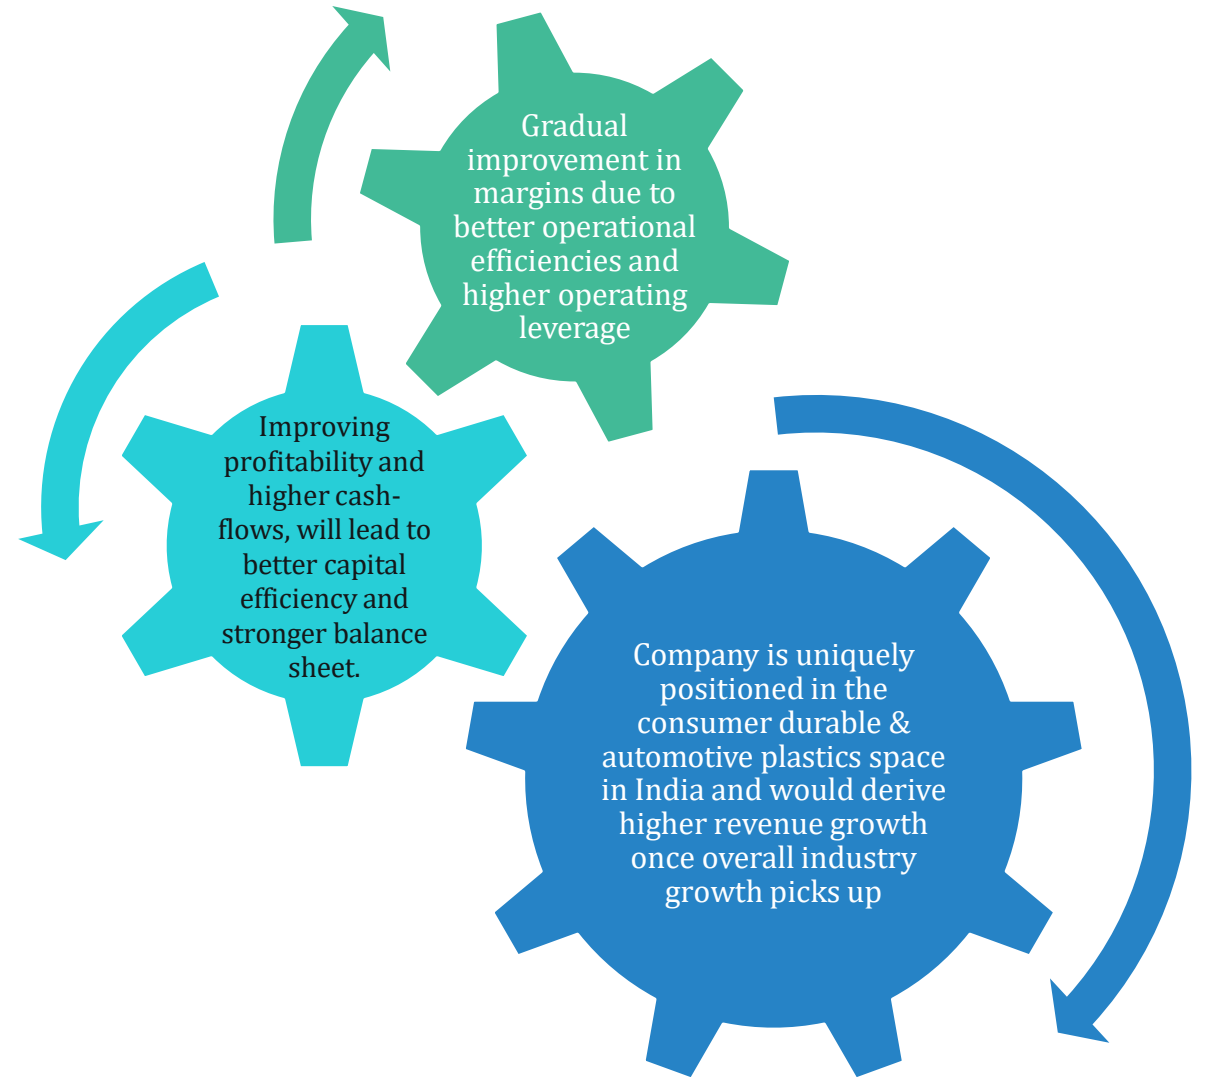 Gradual
improvement in
margins due to
better operational
efficiencies and
higher operating
leverage
Improving
profitability and
higher cash-
flows, will lead to
better capital
efficiency and
stronger balance
sheet.
Company is uniquely
positioned in the
consumer durable &
automotive plastics space
in India and would derive
higher revenue growth
once overall industry
growth picks up